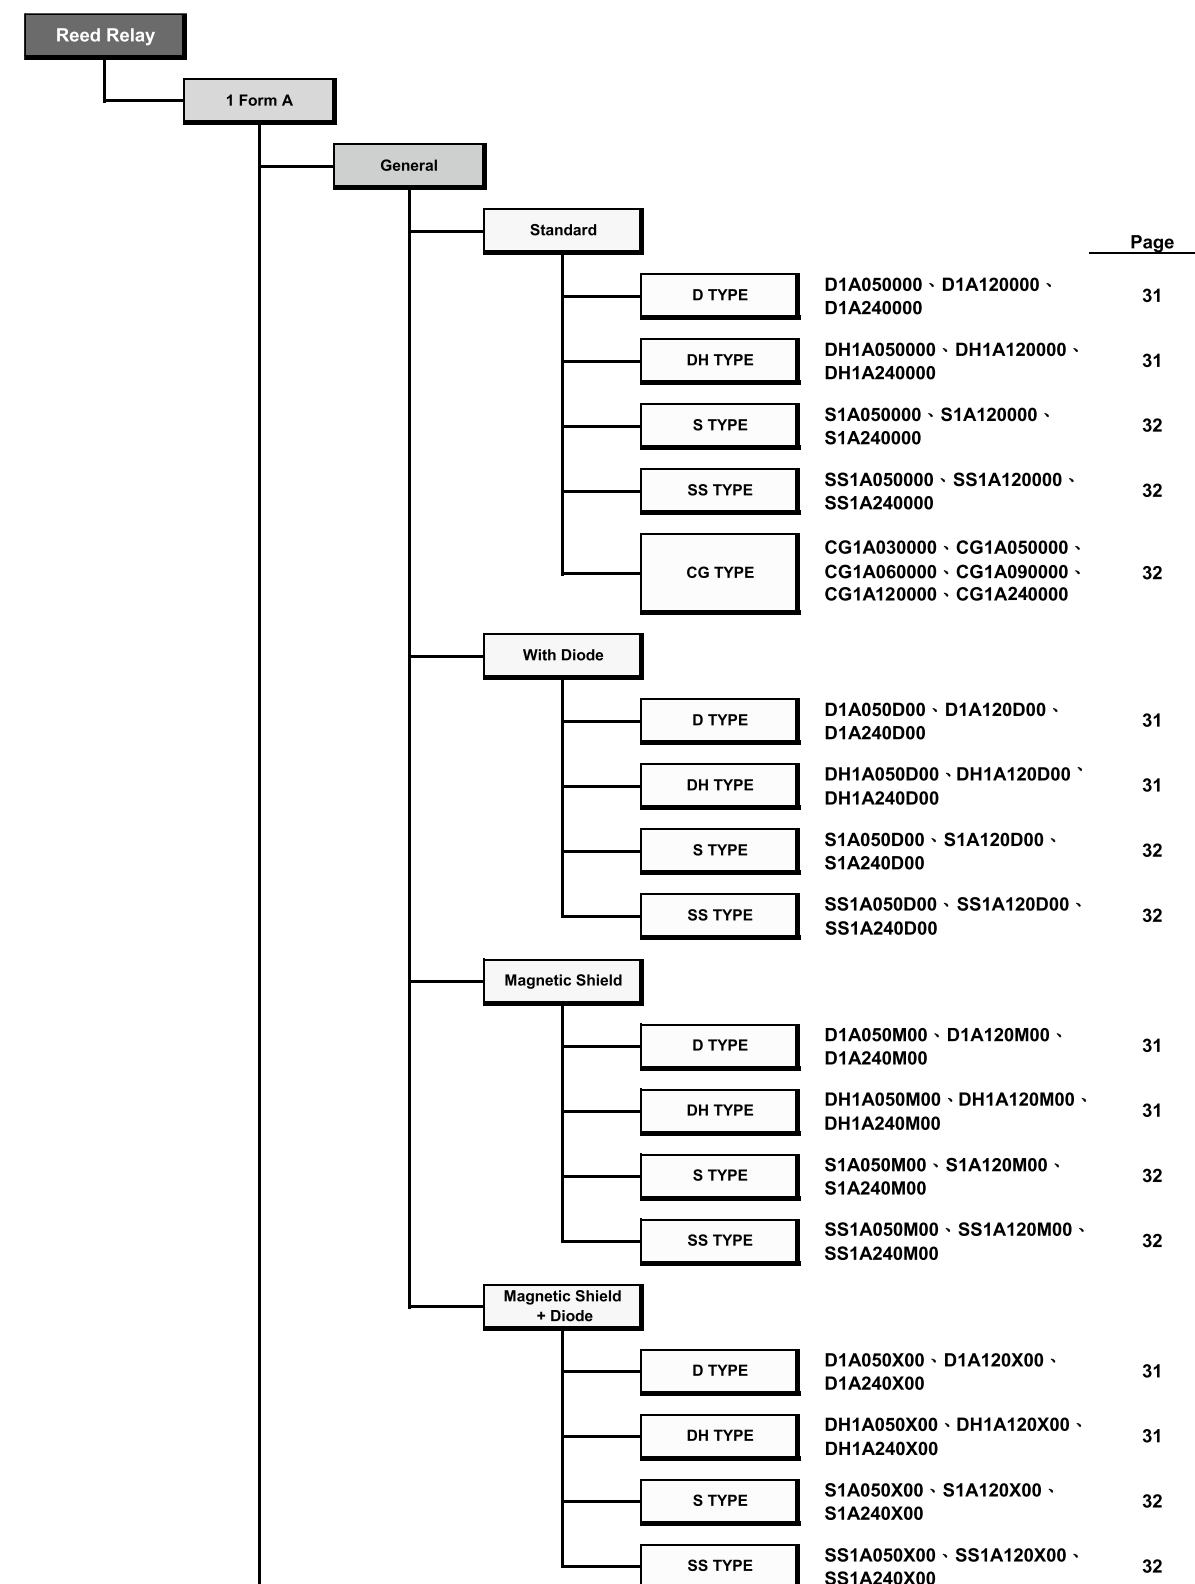 Reed Relay
1 Form A
General
Standard
Page
D TYPE
D1A050000、D1A120000、
D1A240000
31
DH TYPE
DH1A050000、DH1A120000、
DH1A240000
31
S TYPE
S1A050000、S1A120000、
S1A240000
32
SS TYPE
SS1A050000、SS1A120000、
SS1A240000
32
CG TYPE
CG1A030000、CG1A050000、
CG1A060000、CG1A090000、
CG1A120000、CG1A240000
32
With Diode
D TYPE
D1A050D00、D1A120D00、
D1A240D00
31
DH TYPE
DH1A050D00、DH1A120D00、
DH1A240D00
31
S TYPE
S1A050D00、S1A120D00、
S1A240D00
32
SS TYPE
SS1A050D00、SS1A120D00、
SS1A240D00
32
Magnetic Shield
D TYPE
D1A050M00、D1A120M00、
D1A240M00
31
DH TYPE
DH1A050M00、DH1A120M00、
DH1A240M00
31
S TYPE
S1A050M00、S1A120M00、
S1A240M00
32
SS TYPE
SS1A050M00、SS1A120M00、
SS1A240M00
32
Magnetic Shield
+ Diode
D TYPE
D1A050X00、D1A120X00、
D1A240X00
31
DH TYPE
DH1A050X00、DH1A120X00、
DH1A240X00
31
S TYPE
S1A050X00、S1A120X00、
S1A240X00
32
SS TYPE
SS1A050X00、SS1A120X00、
SS1A240X00
32